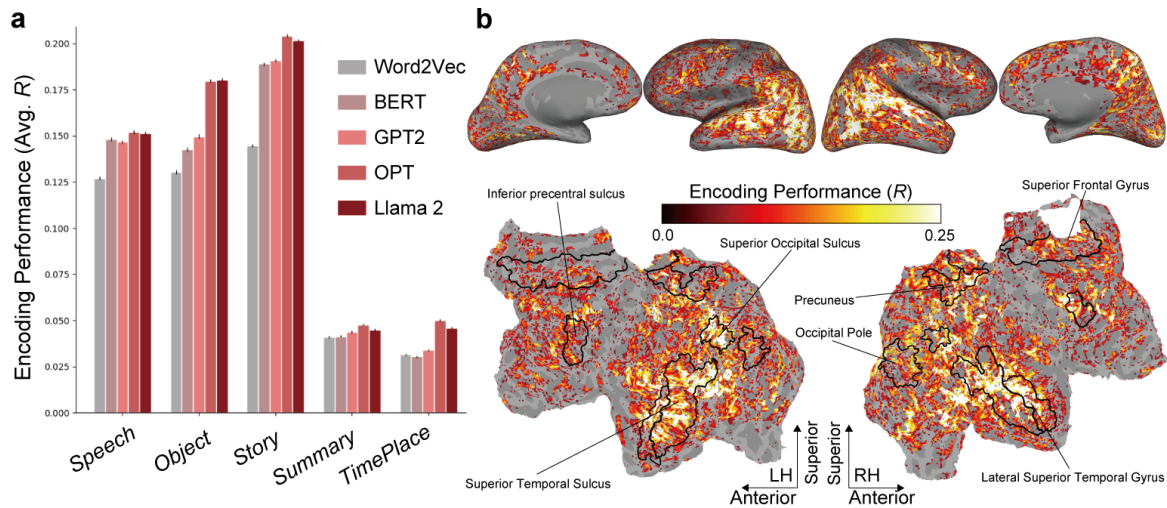 a
Encoding Performance (Avg. R)
0.200
0.175
0.150
0.125
0.100
0.075
0.050
0.025
0.000
Word2Vec
BERT
GPT2
OPT
Llama 2
Speech
Object
Story
Summary
TimePlace
b
Encoding Performance (R)
0.0
0.25
Inferior precentral sulcus
Superior Occipital Sulcus
Superior Frontal Gyrus
Precuneus
Occipital Pole
Superior Temporal Sulcus
Lateral Superior Temporal Gyrus
LH
Superior
Anterior
Superior
RH
Anterior